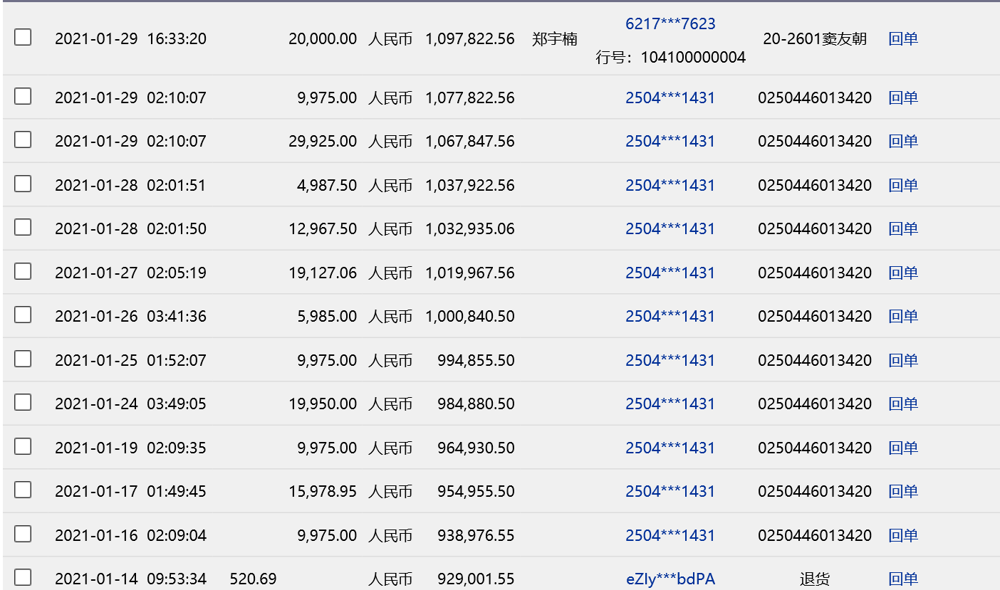 6217***7623
2021-01-29 16:33:20 20,000.00 人民币 1,097,822.56 郑宇楠 20-2601窦友朝 回单
行号：104100000004
2021-01-29 02:10:07 9,975.00 人民币 1,077,822.56 2504***1431 0250446013420 回单
2021-01-29 02:10:07 29,925.00 人民币 1,067,847.56 2504***1431 0250446013420 回单
2021-01-28 02:01:51 4,987.50 人民币 1,037,922.56 2504***1431 0250446013420 回单
2021-01-28 02:01:50 12,967.50 人民币 1,032,935.06 2504***1431 0250446013420 回单
2021-01-27 02:05:19 19,127.06 人民币 1,019,967.56 2504***1431 0250446013420 回单
2021-01-26 03:41:36 5,985.00 人民币 1,000,840.50 2504***1431 0250446013420 回单
2021-01-25 01:52:07 9,975.00 人民币 994,855.50 2504***1431 0250446013420 回单
2021-01-24 03:49:05 19,950.00 人民币 984,880.50 2504***1431 0250446013420 回单
2021-01-19 02:09:35 9,975.00 人民币 964,930.50 2504***1431 0250446013420 回单
2021-01-17 01:49:45 15,978.95 人民币 954,955.50 2504***1431 0250446013420 回单
2021-01-16 02:09:04 9,975.00 人民币 938,976.55 2504***1431 0250446013420 回单
2021-01-14 09:53:34 520.69 人民币 929,001.55 eZIy***bdPA 退货 回单